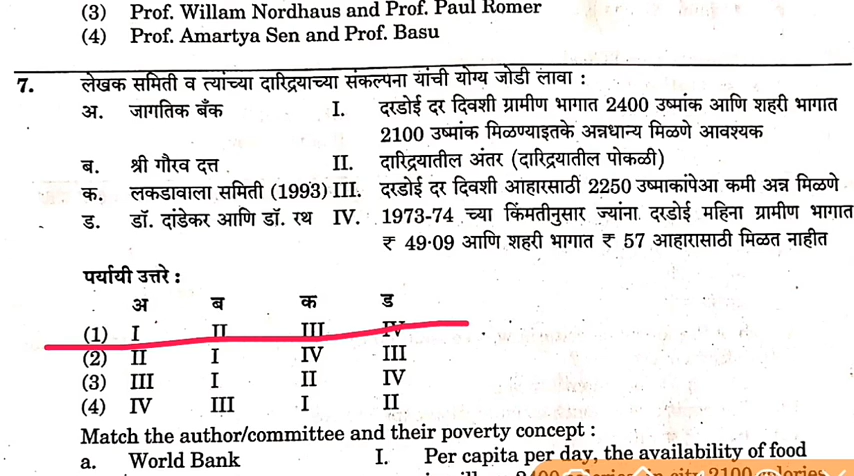 (3) Prof. Willam Nordhaus and Prof. Paul Romer
(4) Prof. Amartya Sen and Prof. Basu
7. लेखक समिती व त्यांच्या दारिद्रयाच्या संकल्पना यांची योग्य जोडी लावा :
अ. जागतिक बँक I. दरडोई दर दिवशी ग्रामीण भागात 2400 उष्मांक आणि शहरी भागात
2100 उष्मांक मिळण्याइतके अन्नधान्य मिळणे आवश्यक
ब. श्री गौरव दत्त II. दारिद्रयातील अंतर (दारिद्रयातील पोकळी)
क. लकडावाला समिती (1993) III. दरडोई दर दिवशी आहारसाठी 2250 उष्माकांपेआ कमी अन्न मिळणे
ड. डॉ. दांडेकर आणि डॉ. रथ IV. 1973-74 च्या किंमतीनुसार ज्यांना दरडोई महिना ग्रामीण भागात
₹ 49·09 आणि शहरी भागात ₹ 57 आहारासाठी मिळत नाहीत
पर्यायी उत्तरे :
अ ब क ड
(1) I II III IV
(2) II I IV III
(3) III I II IV
(4) IV III I II
Match the author/committee and their poverty concept :
a. World Bank I. Per capita per day, the availability of food
2100